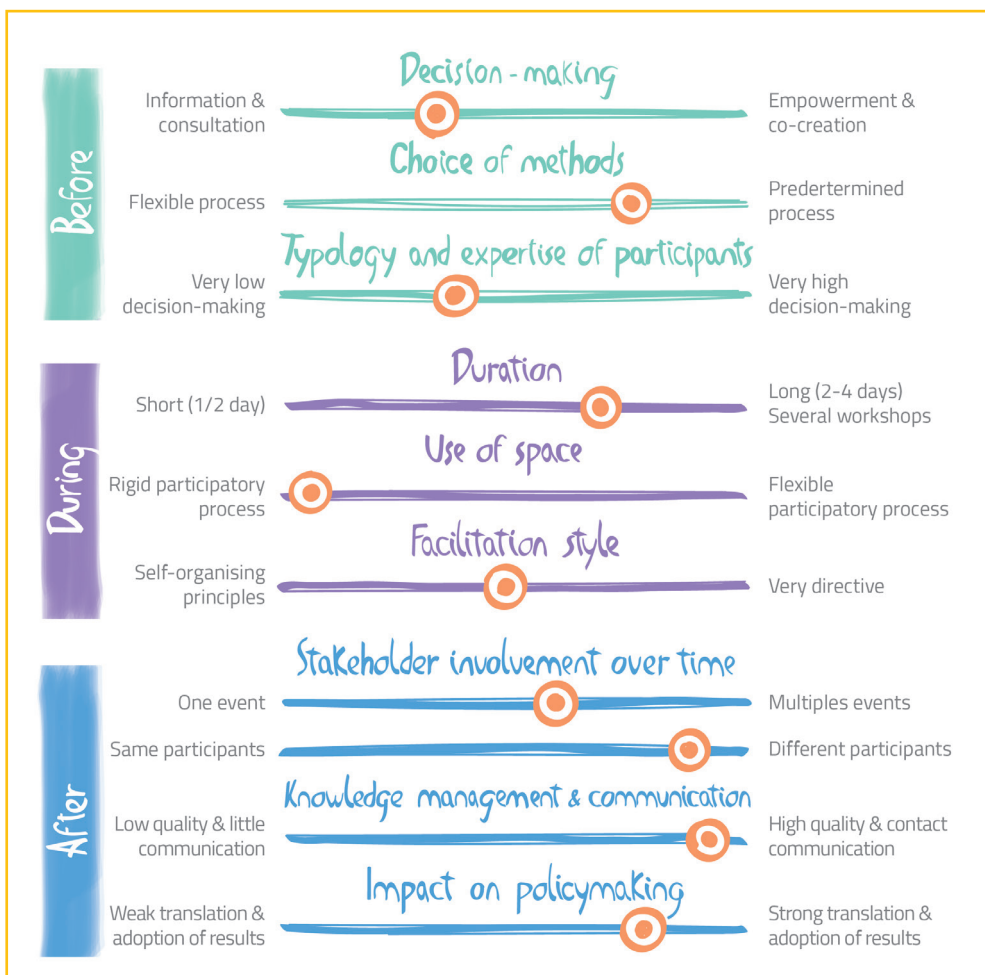 Before
Decision-making
Information &
consultation
Empowerment &
co-creation
Choice of methods
Flexible process
Predertermined
process
Typology and expertise of participants
Very low
decision-making
Very high
decision-making
During
Duration
Short (1/2 day)
Long (2-4 days)
Several workshops
Use of space
Rigid participatory
process
Flexible
participatory process
Facilitation style
Self-organising
principles
Very directive
After
Stakeholder involvement over time
One event
Multiples events
Same participants
Different participants
Knowledge management & communication
Low quality & little
communication
High quality & contact
communication
Impact on policymaking
Weak translation &
adoption of results
Strong translation &
adoption of results